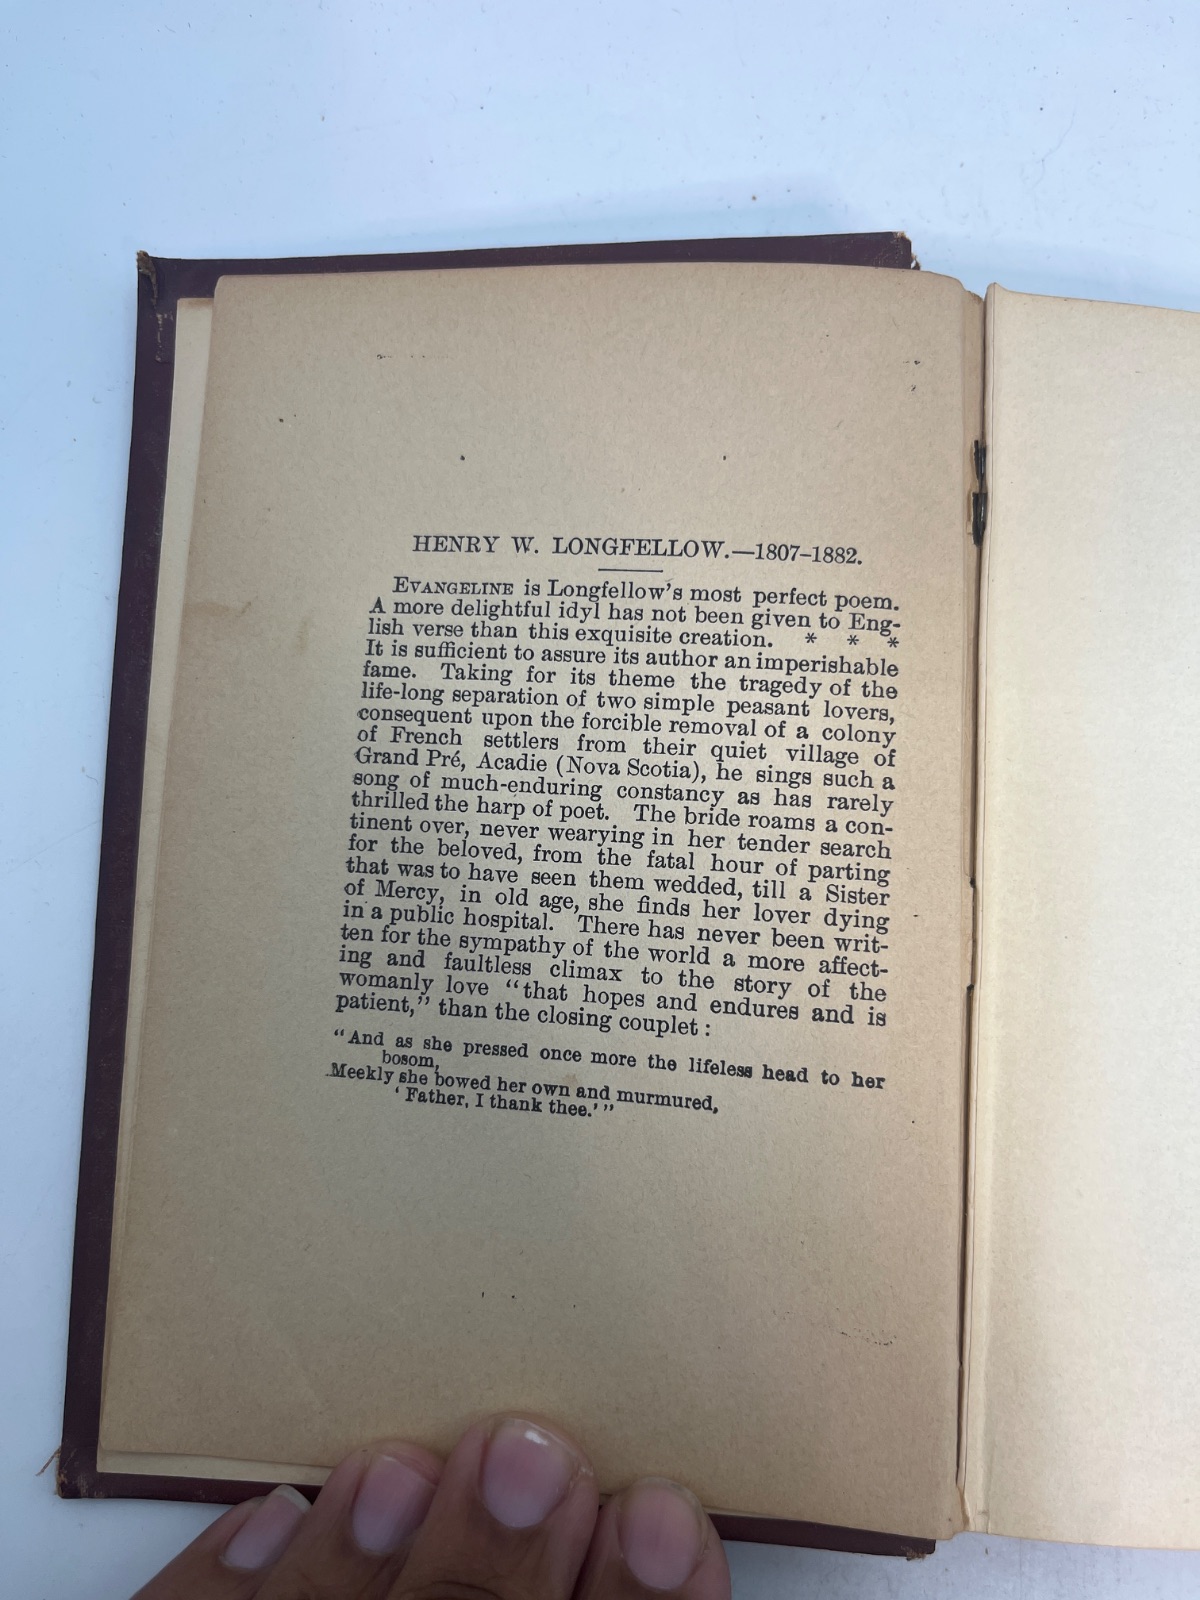 HENRY W. LONGFELLOW.—1807–1882.
EVANGELINE is Longfellow's most perfect poem.
A more delightful idyl has not been given to Eng-
lish verse than this exquisite creation. * * *
It is sufficient to assure its author an imperishable
fame. Taking for its theme the tragedy of the
life-long separation of two simple peasant lovers,
consequent upon the forcible removal of a colony
of French settlers from their quiet village of
Grand Pré, Acadie (Nova Scotia), he sings such a
song of much-enduring constancy as has rarely
thrilled the harp of poet. The bride roams a con-
tinent over, never wearying in her tender search
for the beloved, from the fatal hour of parting
that was to have seen them wedded, till a Sister
of Mercy, in old age, she finds her lover dying
in a public hospital. There has never been writ-
ten for the sympathy of the world a more affect-
ing and faultless climax to the story of the
womanly love "that hopes and endures and is
patient," than the closing couplet:
"And as she pressed once more the lifeless head to her
bosom,
Meekly she bowed her own and murmured,
'Father, I thank thee.'"